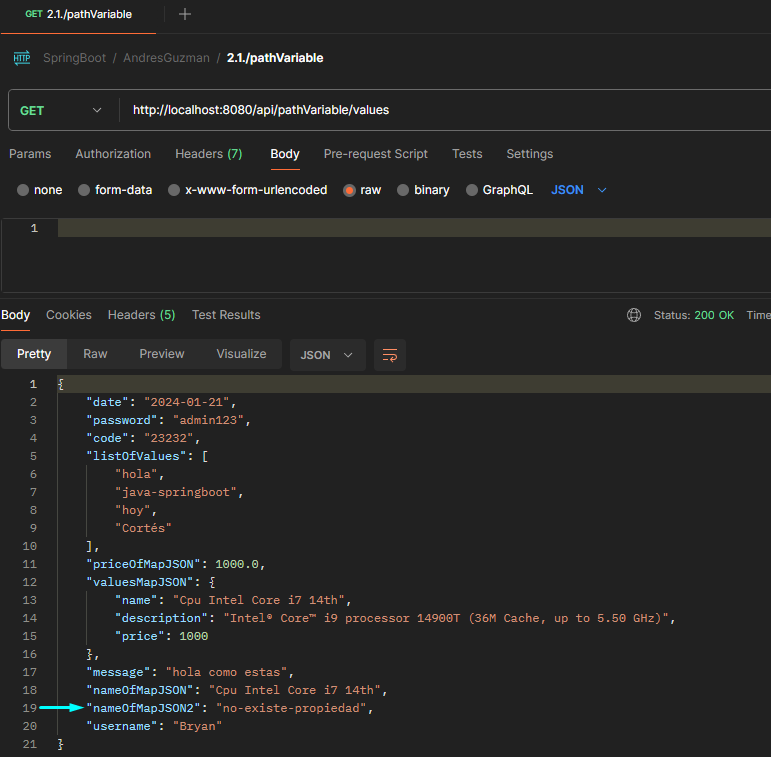 GET 2.1./pathVariable +
HTTP SpringBoot / AndresGuzman / 2.1./pathVariable
GET http://localhost:8080/api/pathVariable/values
Params Authorization Headers (7) Body Pre-request Script Tests Settings
none form-data x-www-form-urlencoded raw binary GraphQL JSON
1
Body Cookies Headers (5) Test Results Status: 200 OK Time
Pretty Raw Preview Visualize JSON
1 {
2 "date": "2024-01-21",
3 "password": "admin123",
4 "code": "23232",
5 "listOfValues": [
6 "hola",
7 "java-springboot",
8 "hoy",
9 "Cortés"
10 ],
11 "priceOfMapJSON": 1000.0,
12 "valuesMapJSON": {
13 "name": "Cpu Intel Core i7 14th",
14 "description": "Intel® Core™ i9 processor 14900T (36M Cache, up to 5.50 GHz)",
15 "price": 1000
16 },
17 "message": "hola como estas",
18 "nameOfMapJSON": "Cpu Intel Core i7 14th",
19 "nameOfMapJSON2": "no-existe-propiedad",
20 "username": "Bryan"
21 }